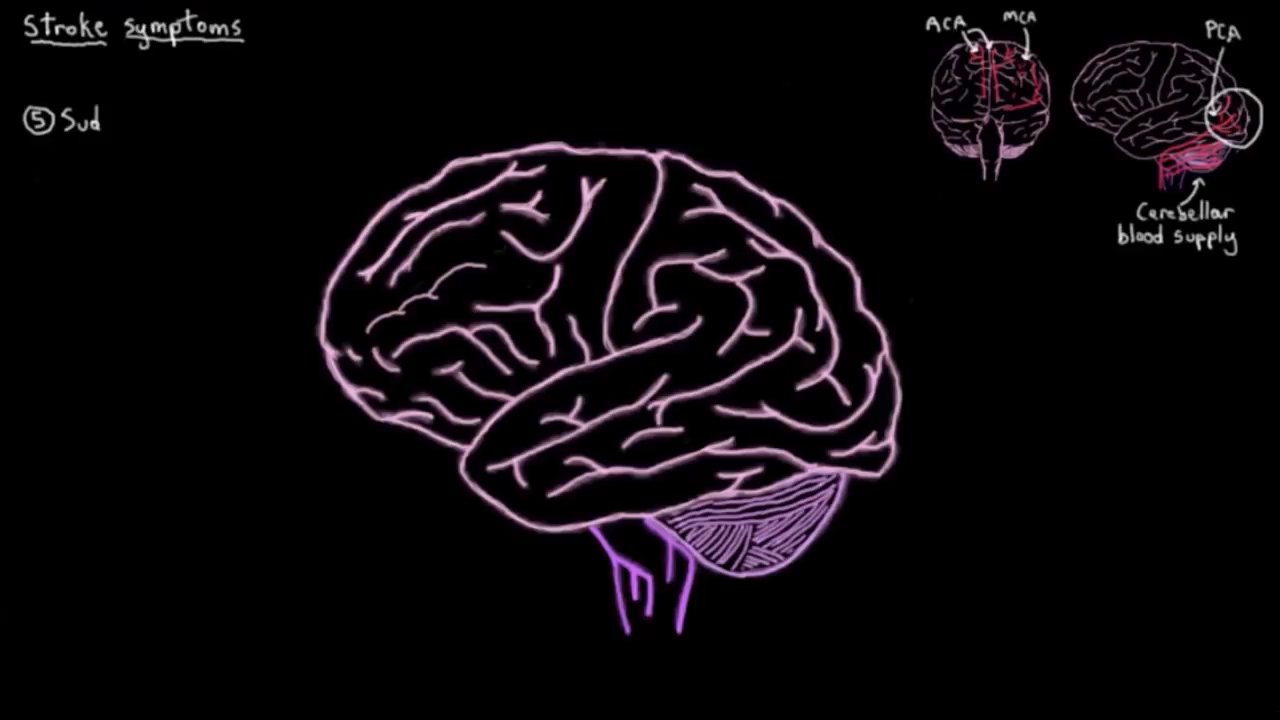 Stroke symptoms
ACA
MCA
PCA
⑤ Sud
Cerebellar
blood supply